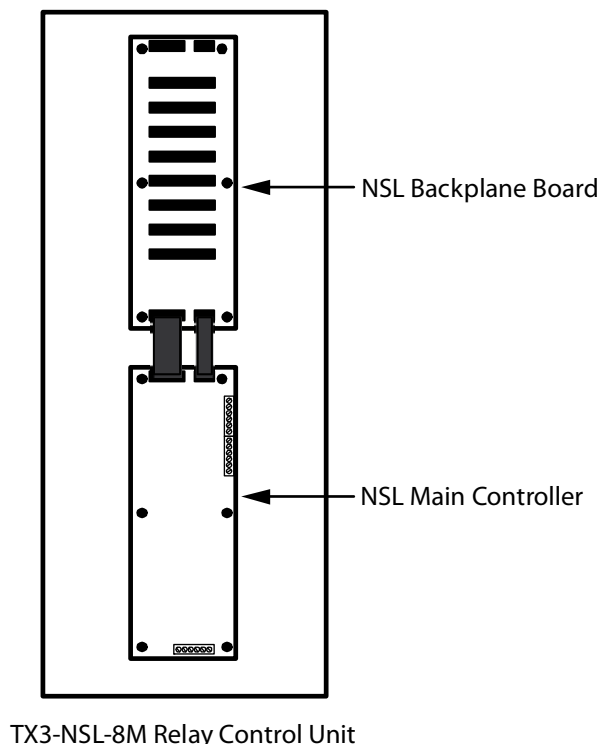 NSL Backplane Board
NSL Main Controller
TX3-NSL-8M Relay Control Unit